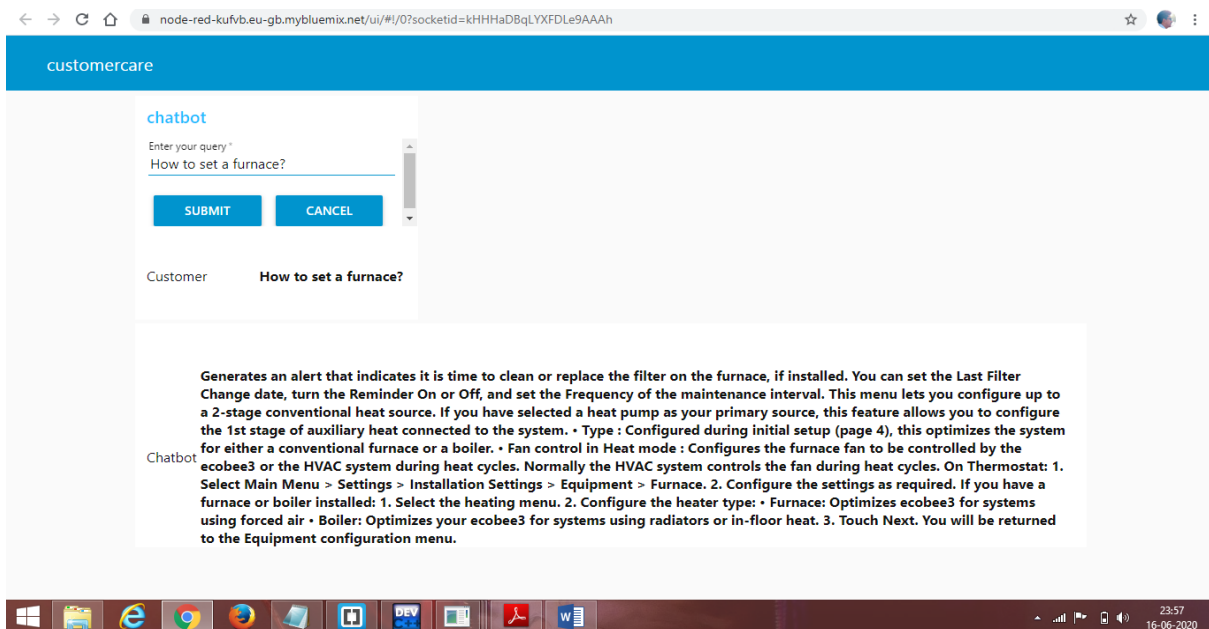 node-red-kufvb.eu-gb.mybluemix.net/ui/#!/0?socketid=kHHHaDBqLYXFDLe9AAAh
customercare
chatbot
Enter your query *
How to set a furnace?
SUBMIT CANCEL
Customer How to set a furnace?
Generates an alert that indicates it is time to clean or replace the filter on the furnace, if installed. You can set the Last Filter
Change date, turn the Reminder On or Off, and set the Frequency of the maintenance interval. This menu lets you configure up to
a 2-stage conventional heat source. If you have selected a heat pump as your primary source, this feature allows you to configure
the 1st stage of auxiliary heat connected to the system. • Type : Configured during initial setup (page 4), this optimizes the system
for either a conventional furnace or a boiler. • Fan control in Heat mode : Configures the furnace fan to be controlled by the
Chatbot ecobee3 or the HVAC system during heat cycles. Normally the HVAC system controls the fan during heat cycles. On Thermostat: 1.
Select Main Menu > Settings > Installation Settings > Equipment > Furnace. 2. Configure the settings as required. If you have a
furnace or boiler installed: 1. Select the heating menu. 2. Configure the heater type: • Furnace: Optimizes ecobee3 for systems
using forced air • Boiler: Optimizes your ecobee3 for systems using radiators or in-floor heat. 3. Touch Next. You will be returned
to the Equipment configuration menu.
DEV
W
23:57
16-06-2020